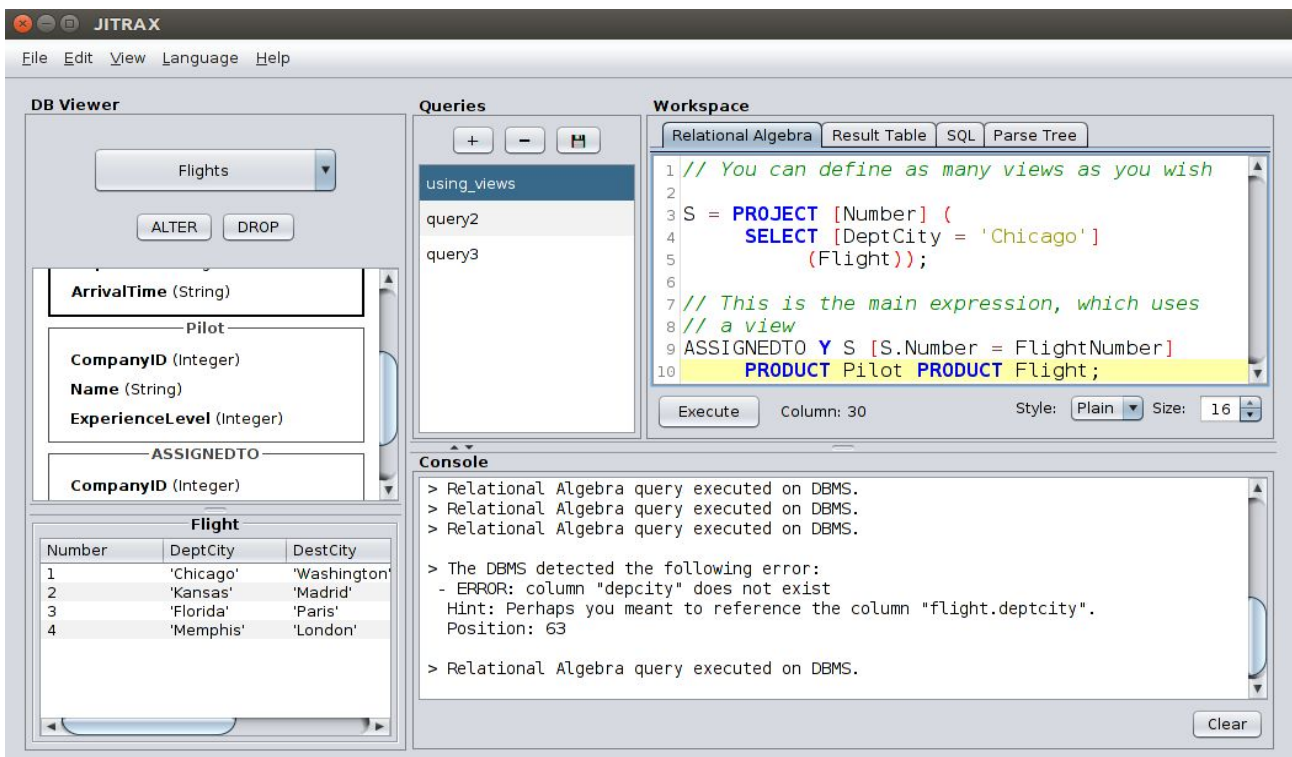 JITRAX
File Edit View Language Help
DB Viewer
Flights
ALTER DROP
ArrivalTime (String)
Pilot
CompanyID (Integer)
Name (String)
ExperienceLevel (Integer)
ASSIGNEDTO
CompanyID (Integer)
Flight
Number DeptCity DestCity
1 'Chicago' 'Washington'
2 'Kansas' 'Madrid'
3 'Florida' 'Paris'
4 'Memphis' 'London'
Queries
+ -
using_views
query2
query3
Workspace
Relational Algebra Result Table SQL Parse Tree
1 // You can define as many views as you wish
2
3 S = PROJECT [Number] (
4 SELECT [DeptCity = 'Chicago']
5 (Flight));
6
7 // This is the main expression, which uses
8 // a view
9 ASSIGNEDTO Y S [S.Number = FlightNumber]
10 PRODUCT Pilot PRODUCT Flight;
Execute Column: 30 Style: Plain Size: 16
Console
> Relational Algebra query executed on DBMS.
> Relational Algebra query executed on DBMS.
> Relational Algebra query executed on DBMS.
> The DBMS detected the following error:
- ERROR: column "depcity" does not exist
Hint: Perhaps you meant to reference the column "flight.deptcity".
Position: 63
> Relational Algebra query executed on DBMS.
Clear